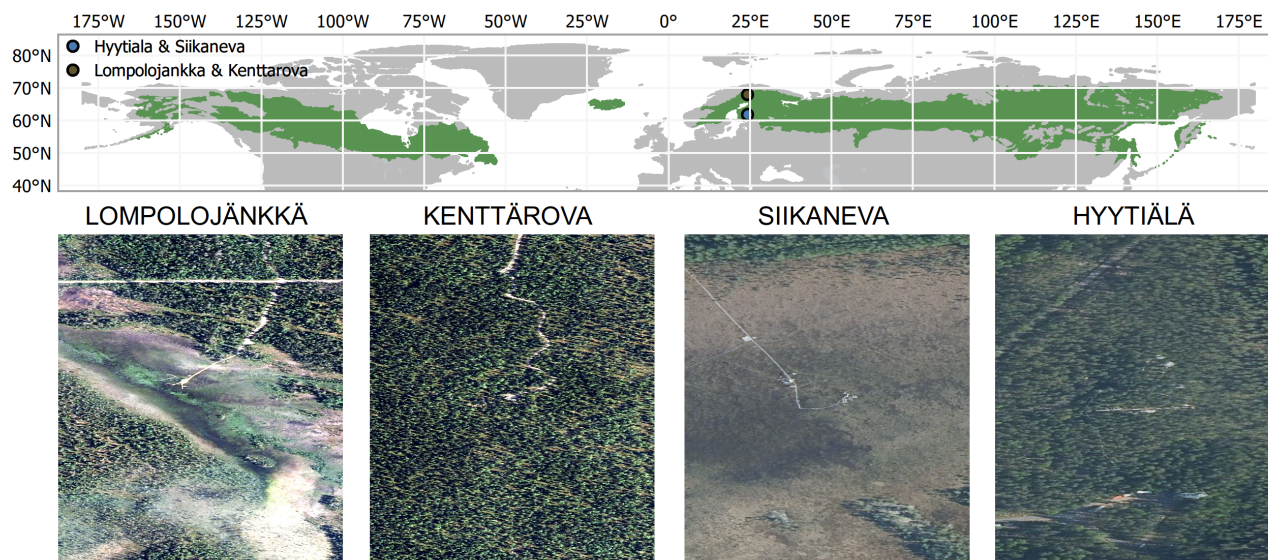 175°W 150°W 125°W 100°W 75°W 50°W 25°W 0° 25°E 50°E 75°E 100°E 125°E 150°E 175°E
80°N
Hyytiala & Siikaneva
Lompolojankka & Kenttarova
70°N
60°N
50°N
40°N
LOMPOLOJÄNKKÄ KENTTÄROVA SIIKANEVA HYYTIÄLÄ